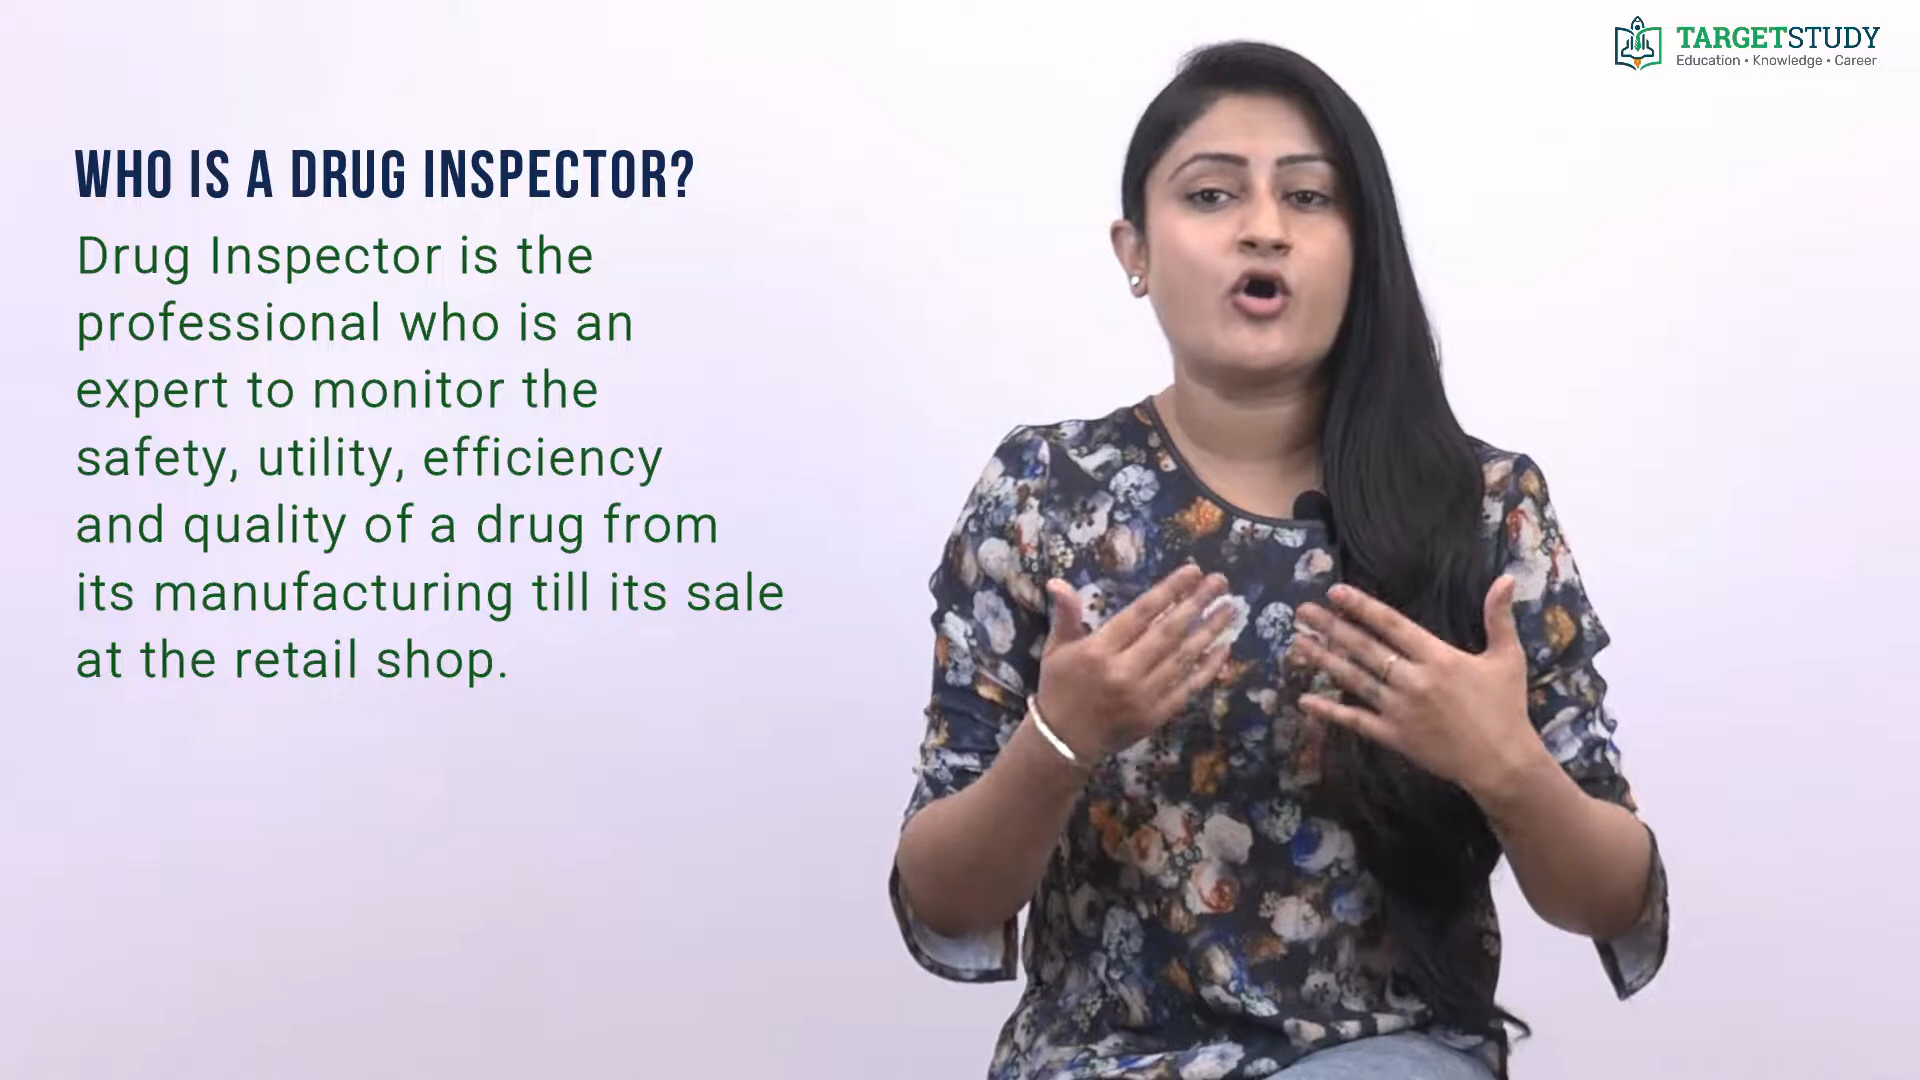 TARGETSTUDY
Education • Knowledge • Career
WHO IS A DRUG INSPECTOR?
Drug Inspector is the
professional who is an
expert to monitor the
safety, utility, efficiency
and quality of a drug from
its manufacturing till its sale
at the retail shop.